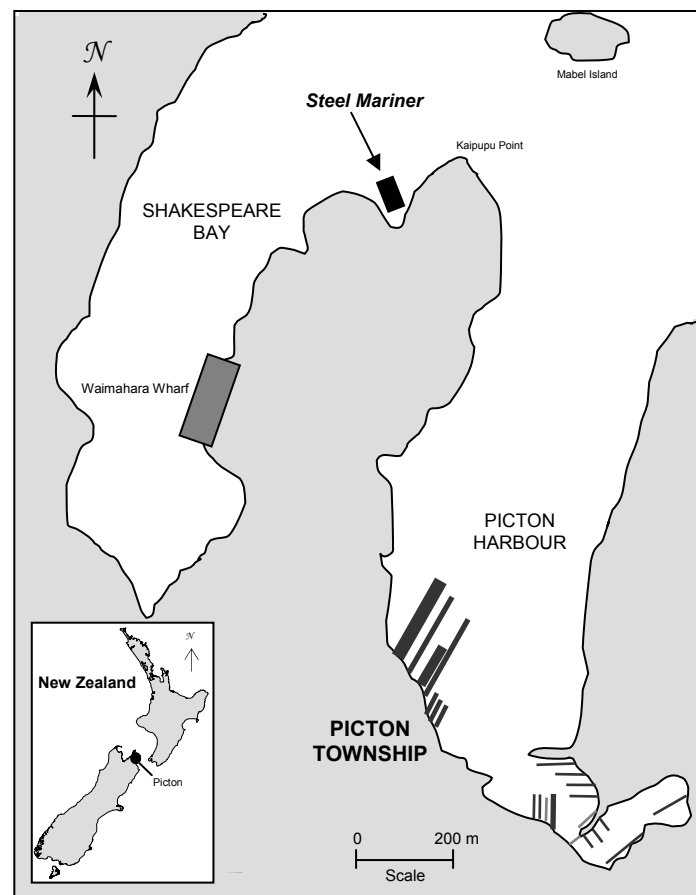 N
Mabel Island
Steel Mariner
Kaipupu Point
SHAKESPEARE
BAY
Waimahara Wharf
PICTON
HARBOUR
N
New Zealand
Picton
PICTON
TOWNSHIP
0 200 m
Scale